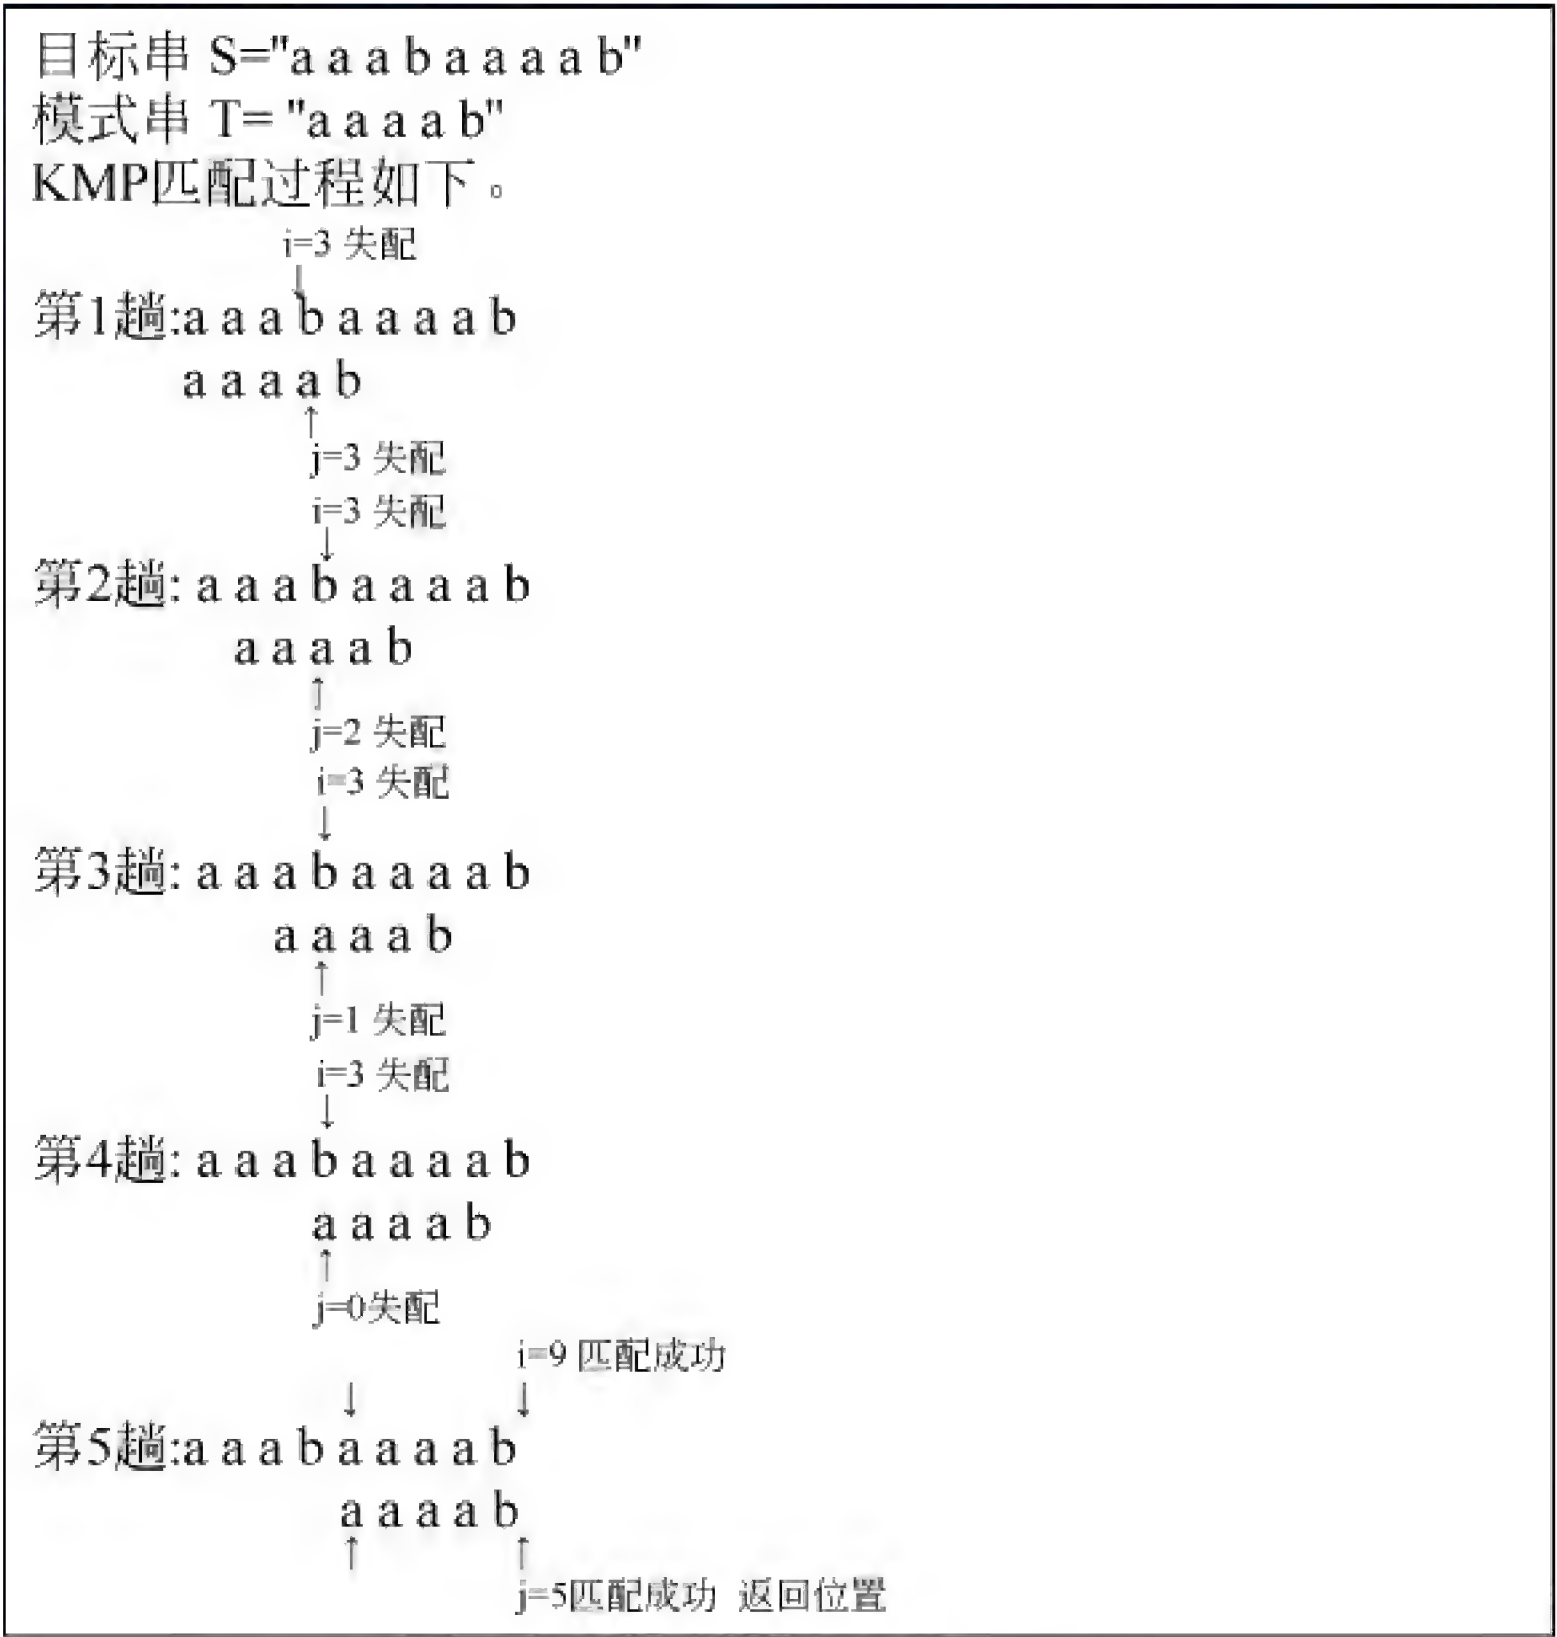 目标串 S="a a a b a a a a b"
模式串 T= "a a a a b"
KMP匹配过程如下。
i=3 失配
↓
第1趟:a a a b a a a a b
a a a a b
↑
j=3 失配
i=3 失配
↓
第2趟: a a a b a a a a b
a a a a b
↑
j=2 失配
i=3 失配
↓
第3趟: a a a b a a a a b
a a a a b
↑
j=1 失配
i=3 失配
↓
第4趟: a a a b a a a a b
a a a a b
↑
j=0失配
i=9 匹配成功
↓ ↓
第5趟:a a a b a a a a b
a a a a b
↑ ↑
j=5匹配成功 返回位置